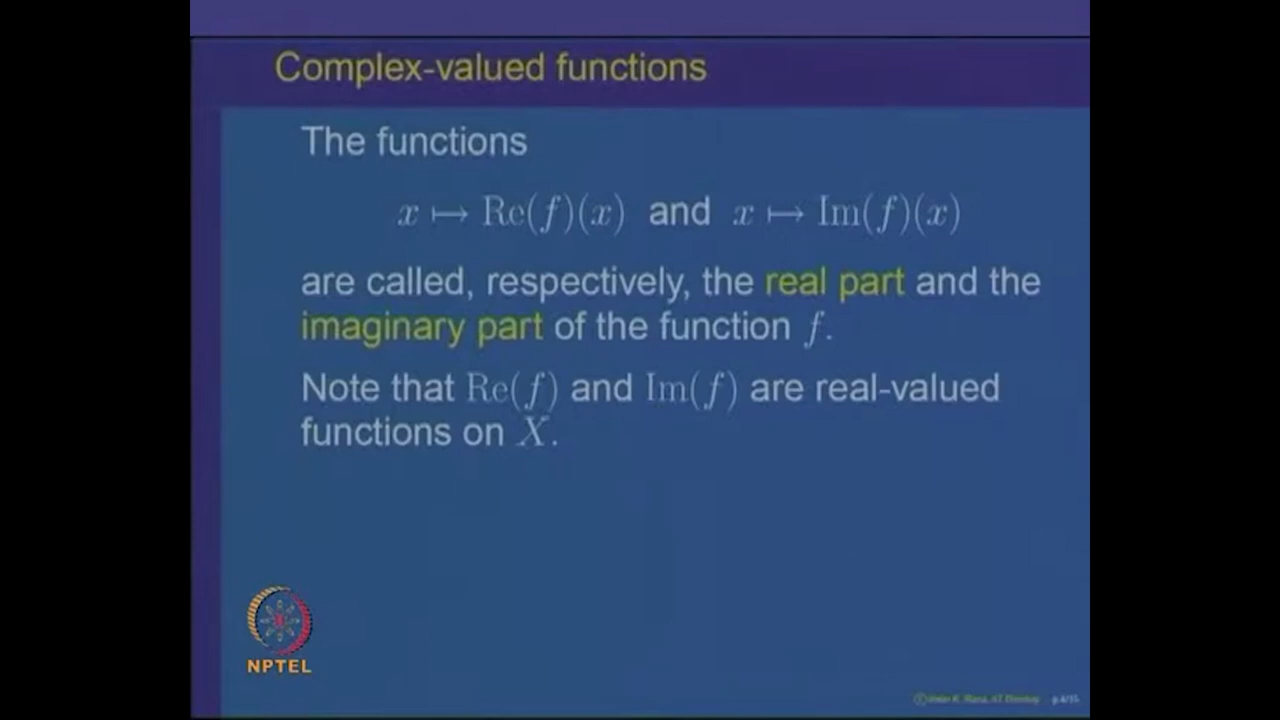 Complex-valued functions
The functions
x ↦ Re(f)(x) and x ↦ Im(f)(x)
are called, respectively, the real part and the
imaginary part of the function f.
Note that Re(f) and Im(f) are real-valued
functions on X.
NPTEL